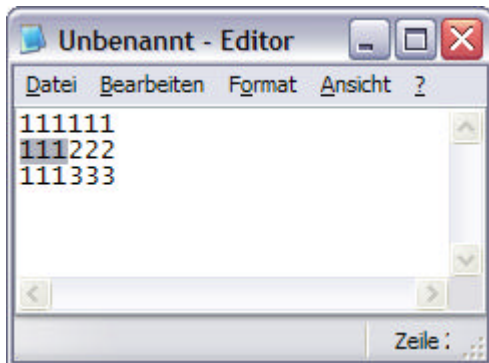 Unbenannt - Editor
Datei Bearbeiten Format Ansicht ?
111111
111222
111333
Zeile